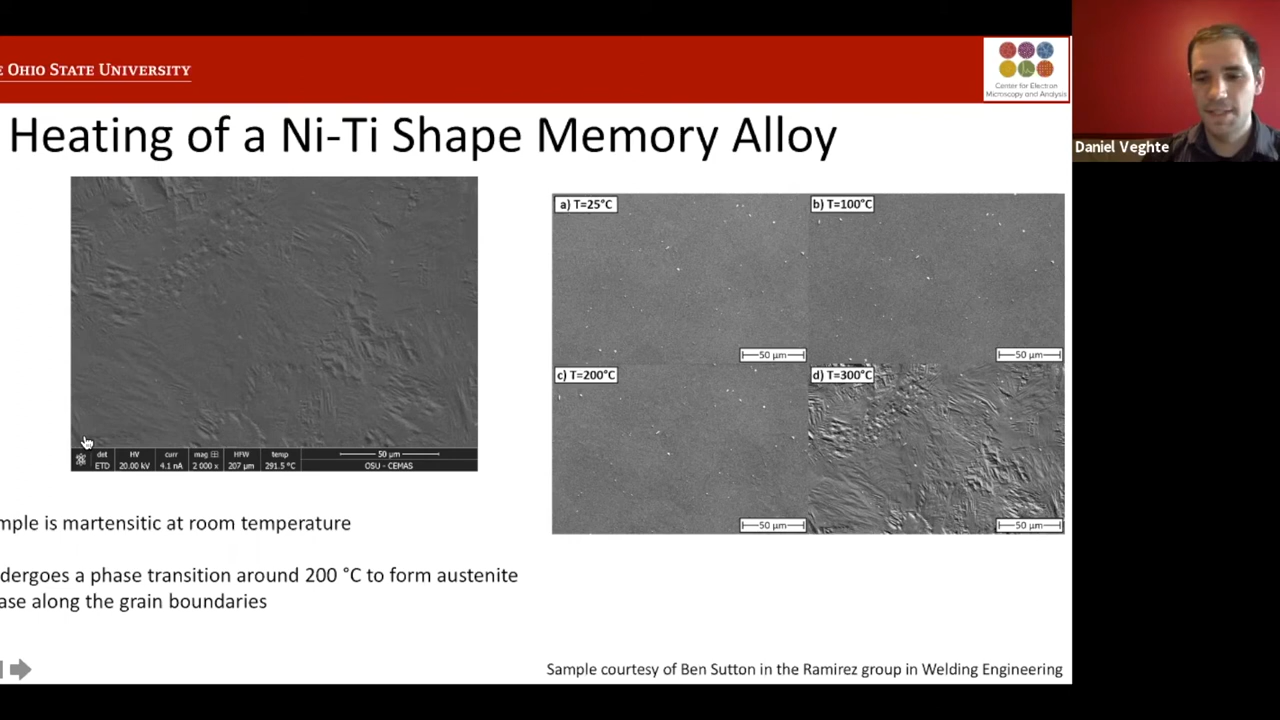 E OHIO STATE UNIVERSITY
Center for Electron
Microscopy and Analysis
Heating of a Ni-Ti Shape Memory Alloy
Daniel Veghte
a) T=25°C
b) T=100°C
50 µm
50 µm
c) T=200°C
d) T=300°C
50 µm
50 µm
det HV curr mag HFW temp 50 µm
ETD 20.00 kV 4.1 nA 2 000 x 207 µm 291.5 °C OSU - CEMAS
mple is martensitic at room temperature
dergoes a phase transition around 200 °C to form austenite
ase along the grain boundaries
Sample courtesy of Ben Sutton in the Ramirez group in Welding Engineering